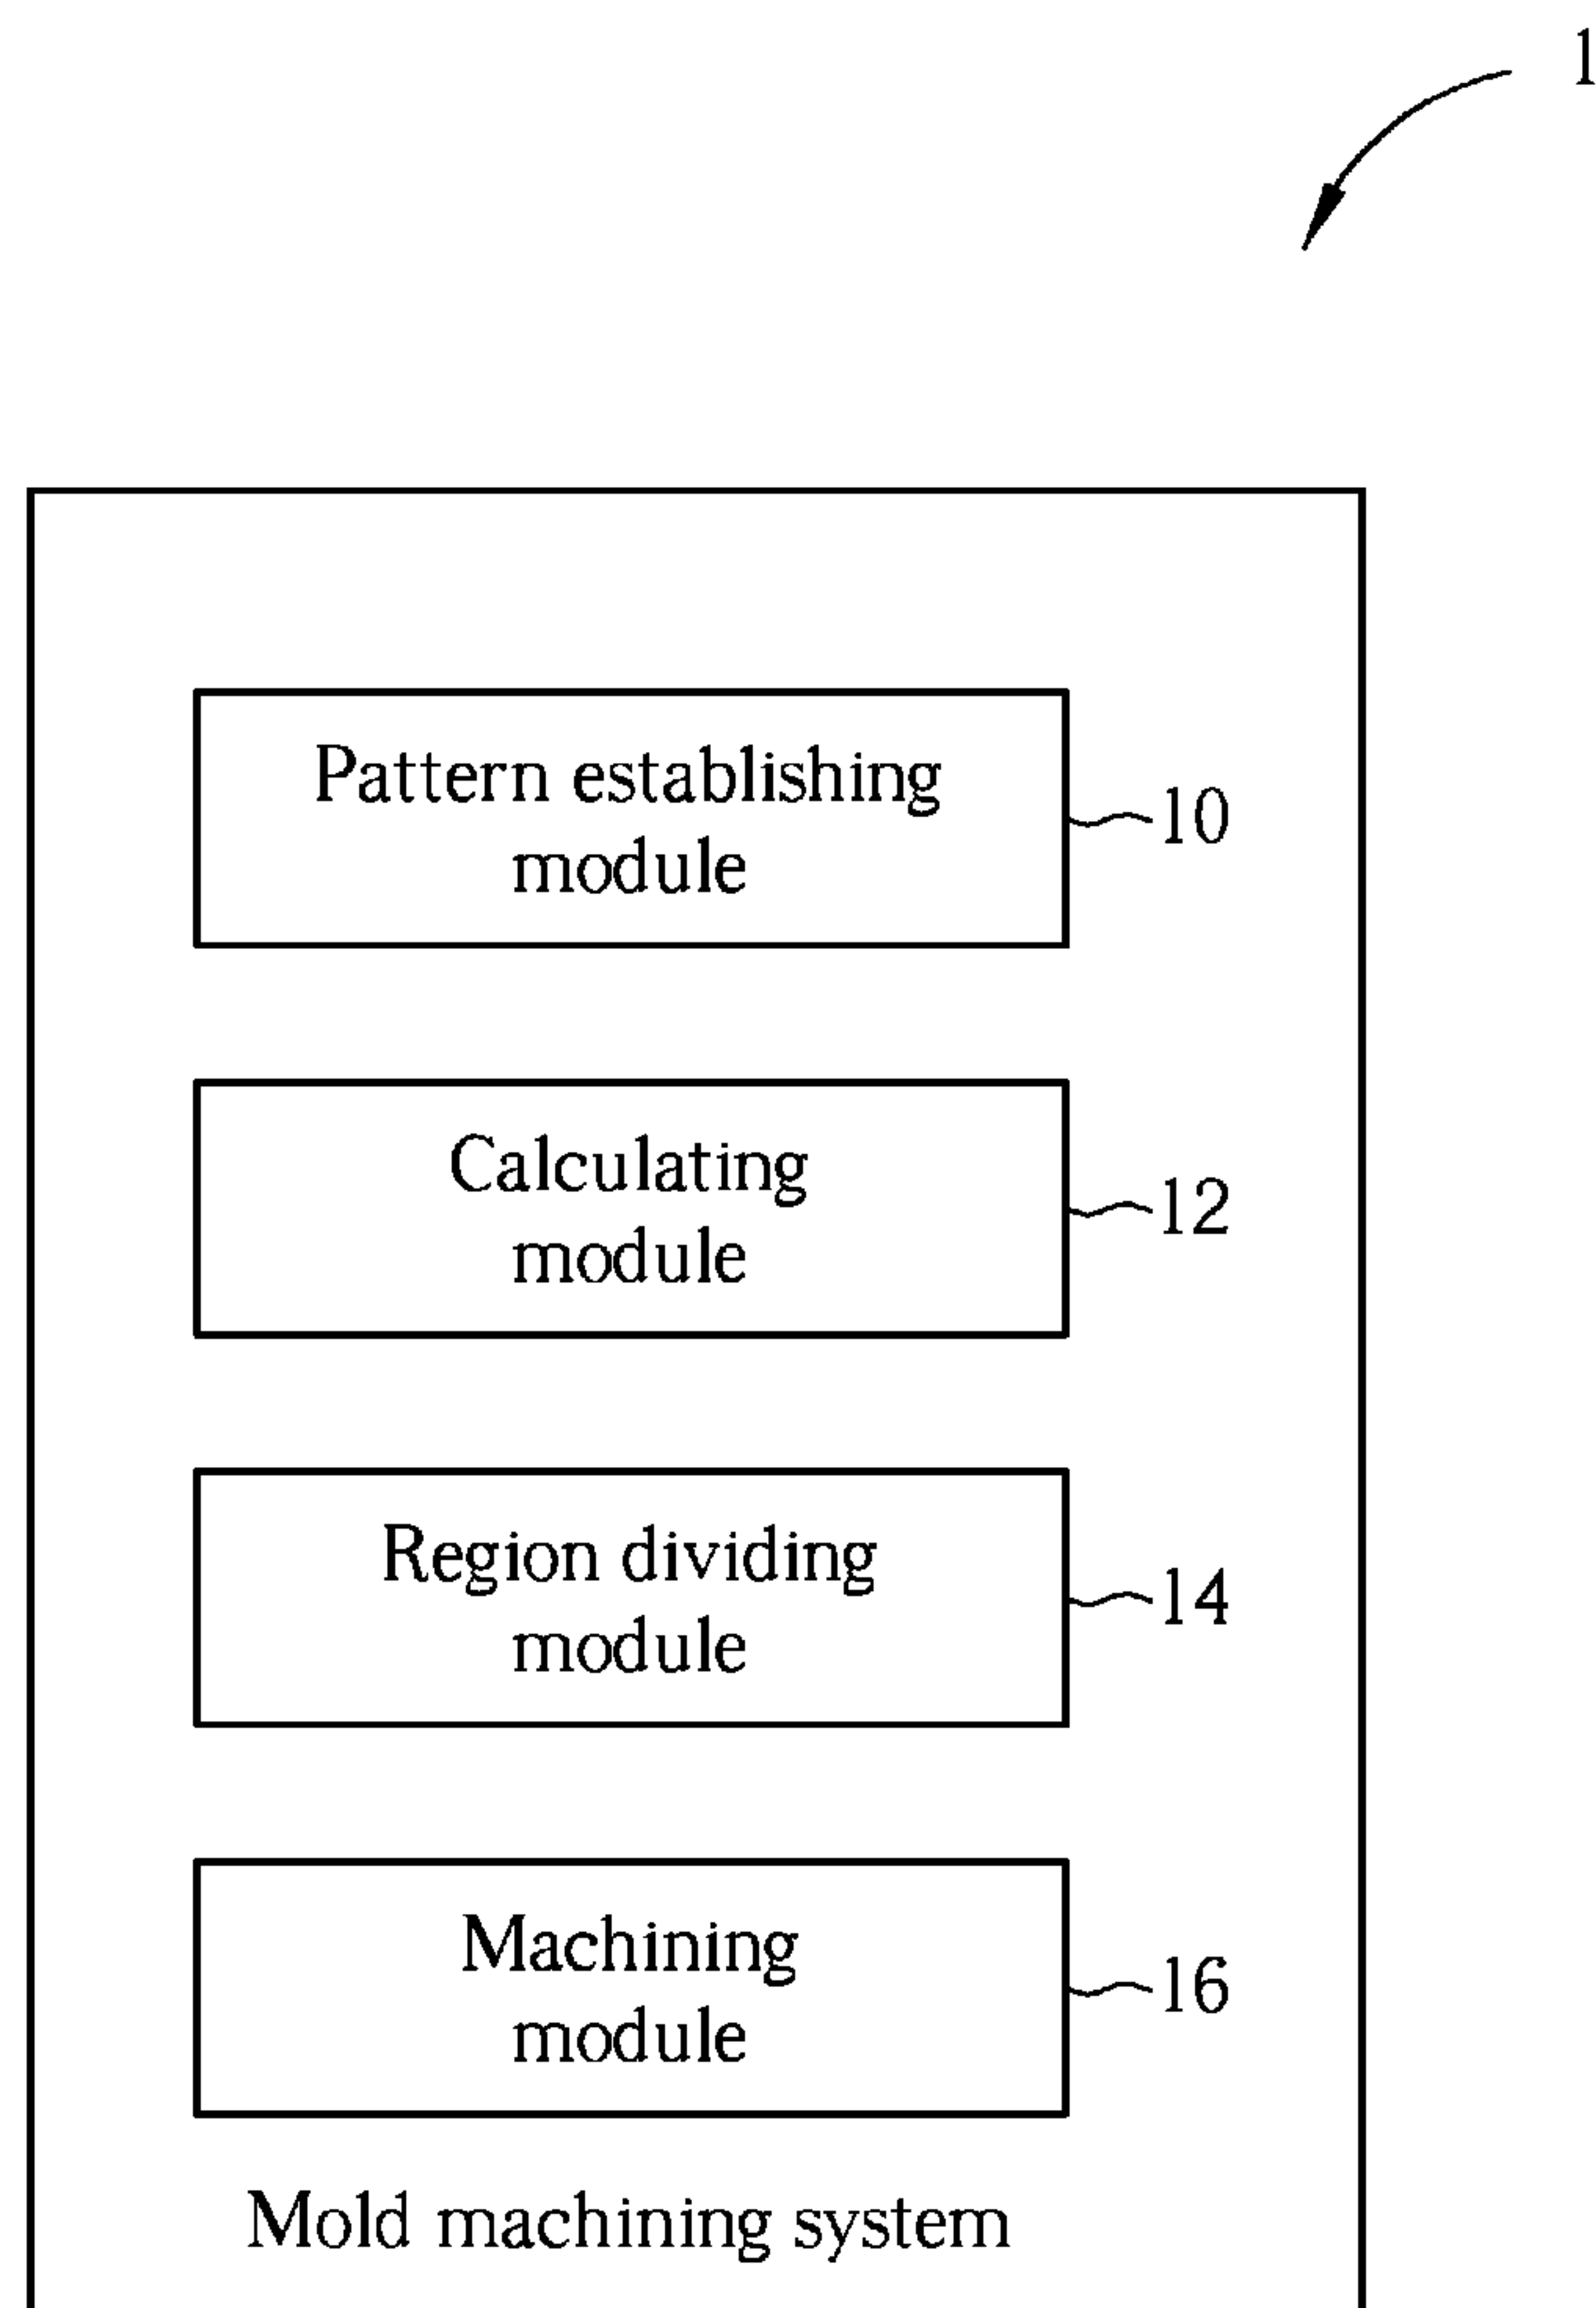 1
Pattern establishing
module
10
Calculating
module
12
Region dividing
module
14
Machining
module
16
Mold machining system